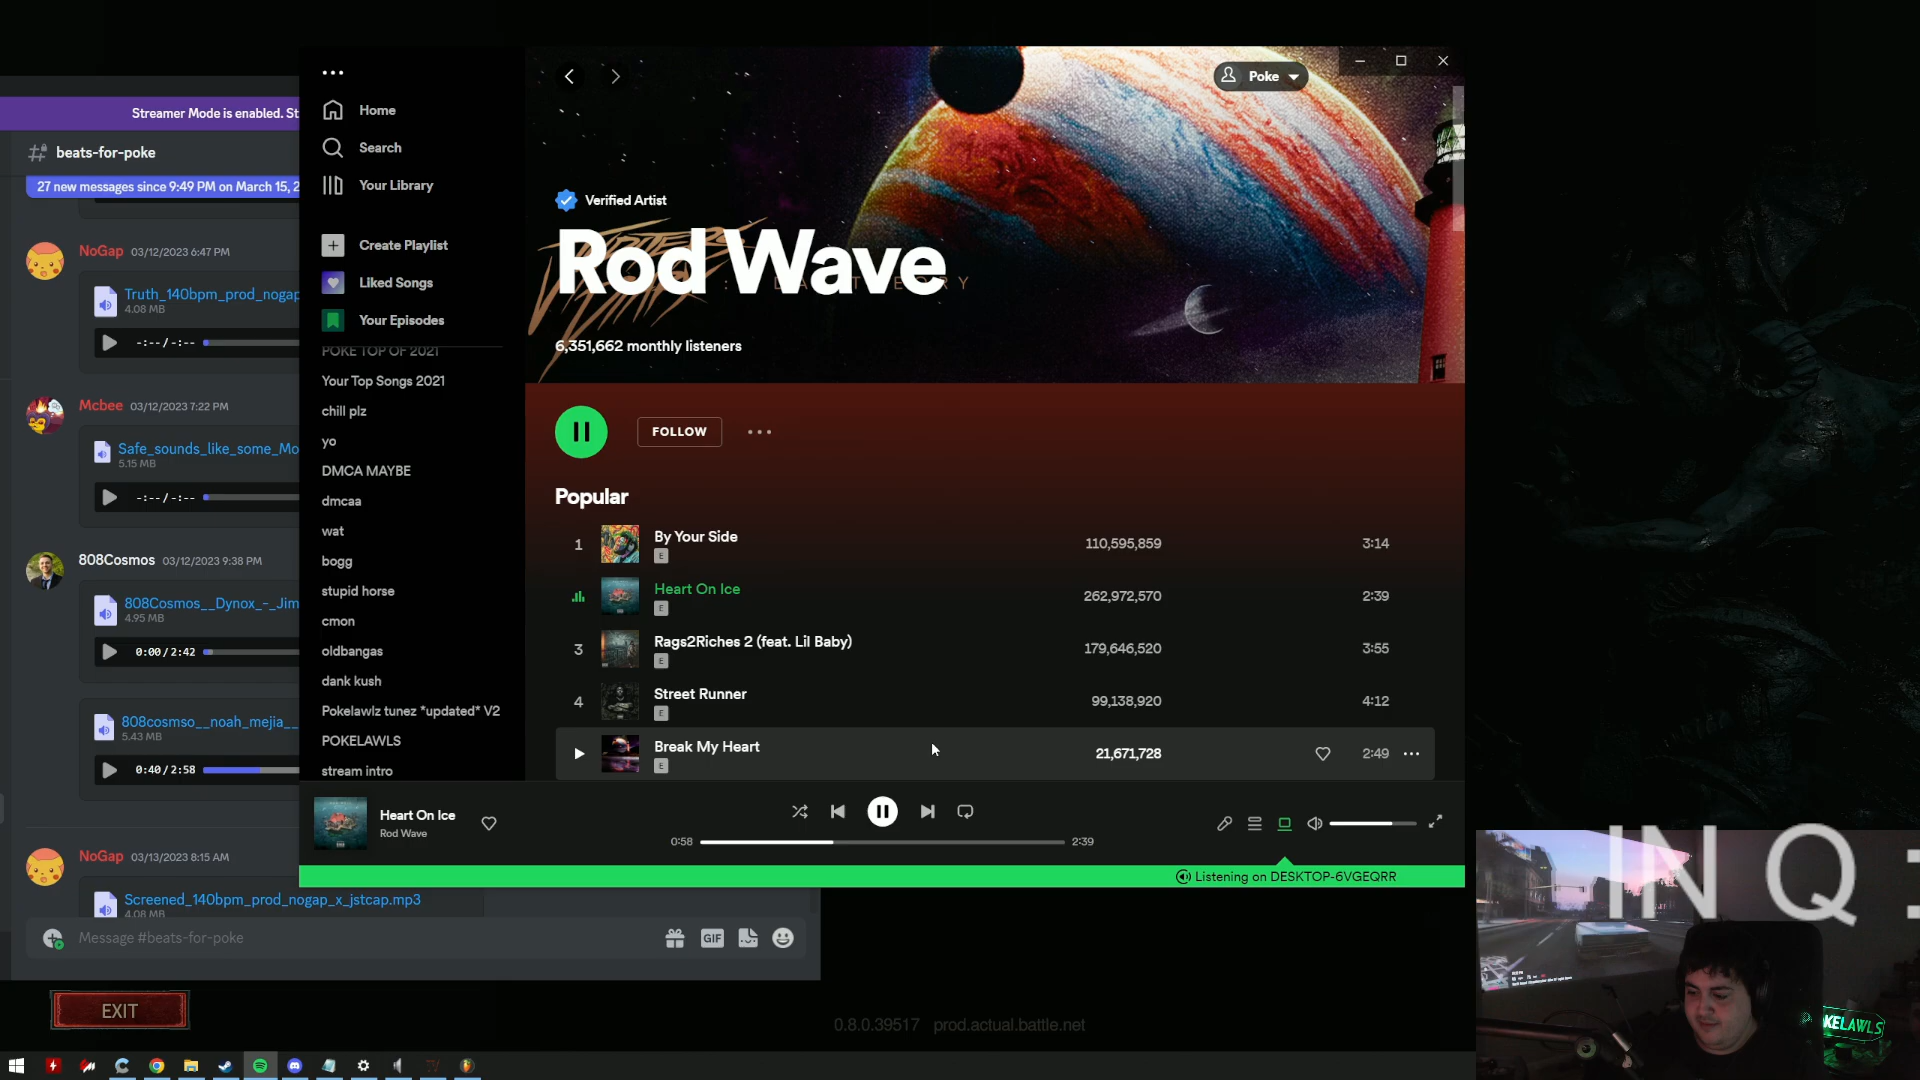 Streamer Mode is enabled. St
beats-for-poke
27 new messages since 9:49 PM on March 15, 2
NoGap 03/12/2023 6:47 PM
Truth_140bpm_prod_nogap
4.08 MB
-:--/-:--
Mcbee 03/12/2023 7:22 PM
Safe_sounds_like_some_Mo
5.15 MB
-:--/-:--
808Cosmos 03/12/2023 9:38 PM
808Cosmos__Dynox_-_Jim
4.95 MB
0:00/2:42
808cosmso__noah_mejia__
5.43 MB
0:40/2:58
NoGap 03/13/2023 8:15 AM
Screened_140bpm_prod_nogap_x_jstcap.mp3
4.08 MB
Message #beats-for-poke
GIF
Home
Search
Your Library
Create Playlist
Liked Songs
Your Episodes
POKE TOP OF 2021
Your Top Songs 2021
chill plz
yo
DMCA MAYBE
dmcaa
wat
bogg
stupid horse
cmon
oldbangas
dank kush
Pokelawlz tunez *updated* V2
POKELAWLS
stream intro
Poke
Verified Artist
Rod Wave
6,351,662 monthly listeners
FOLLOW
Popular
1 By Your Side 110,595,859 3:14
E
Heart On Ice 262,972,570 2:39
E
3 Rags2Riches 2 (feat. Lil Baby) 179,646,520 3:55
E
4 Street Runner 99,138,920 4:12
E
Break My Heart 21,671,728 2:49
E
Heart On Ice
Rod Wave
0:58 2:39
Listening on DESKTOP-6VGEQRR
EXIT
0.8.0.39517 prod.actual.battle.net
IN Q:
KELAWLS